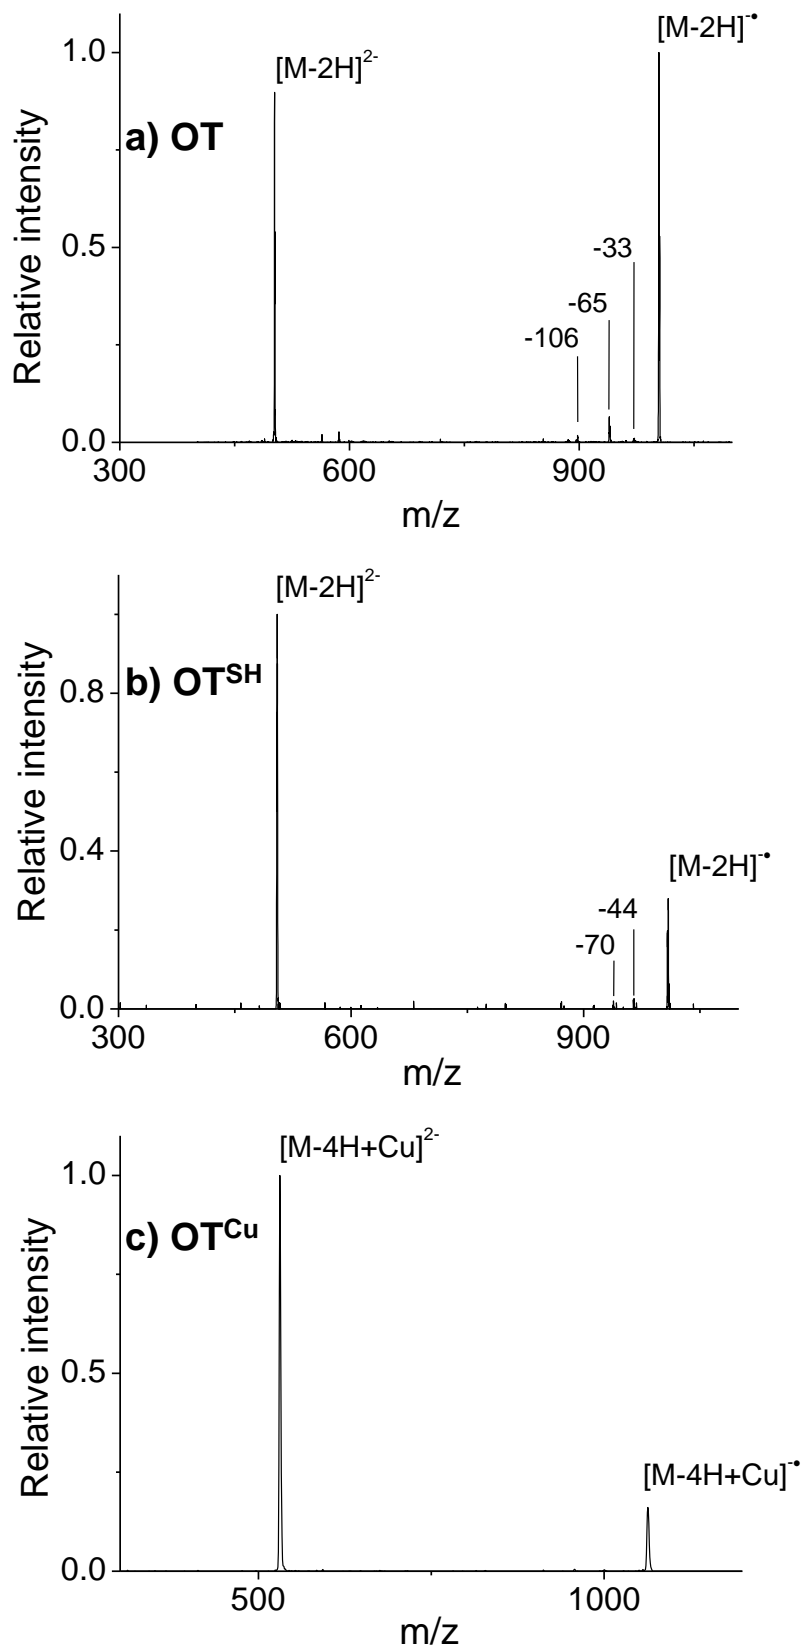 [M-2H]-•
[M-2H]2-
1.0
a) OT
-33
0.5
-65
-106
0.0
300 600 900
m/z
Relative intensity
[M-2H]2-
b) OTSH
0.8
0.4
[M-2H]-•
-44
-70
0.0
300 600 900
m/z
Relative intensity
[M-4H+Cu]2-
1.0
c) OTCu
0.5
[M-4H+Cu]-•
0.0
500 1000
m/z
Relative intensity